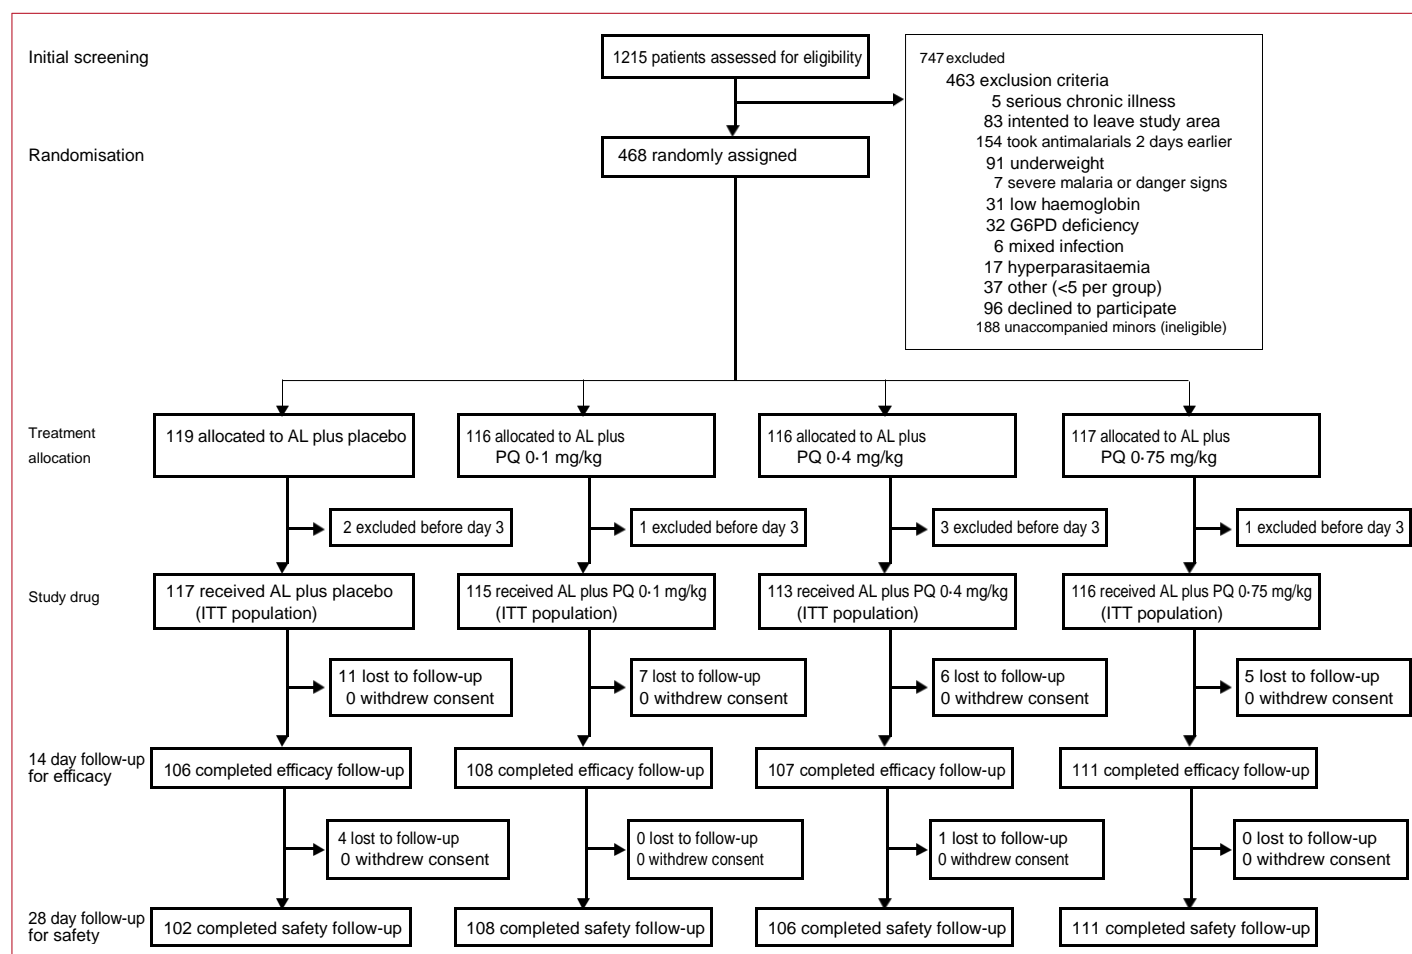 Initial screening
1215 patients assessed for eligibility
747 excluded
463 exclusion criteria
5 serious chronic illness
83 intented to leave study area
154 took antimalarials 2 days earlier
91 underweight
7 severe malaria or danger signs
31 low haemoglobin
32 G6PD deficiency
6 mixed infection
17 hyperparasitaemia
37 other (<5 per group)
96 declined to participate
188 unaccompanied minors (ineligible)
Randomisation
468 randomly assigned
Treatment
allocation
119 allocated to AL plus placebo
116 allocated to AL plus
PQ 0·1 mg/kg
116 allocated to AL plus
PQ 0·4 mg/kg
117 allocated to AL plus
PQ 0·75 mg/kg
2 excluded before day 3
1 excluded before day 3
3 excluded before day 3
1 excluded before day 3
Study drug
117 received AL plus placebo
(ITT population)
115 received AL plus PQ 0·1 mg/kg
(ITT population)
113 received AL plus PQ 0·4 mg/kg
(ITT population)
116 received AL plus PQ 0·75 mg/kg
(ITT population)
11 lost to follow-up
0 withdrew consent
7 lost to follow-up
0 withdrew consent
6 lost to follow-up
0 withdrew consent
5 lost to follow-up
0 withdrew consent
14 day follow-up
for efficacy
106 completed efficacy follow-up
108 completed efficacy follow-up
107 completed efficacy follow-up
111 completed efficacy follow-up
4 lost to follow-up
0 withdrew consent
0 lost to follow-up
0 withdrew consent
1 lost to follow-up
0 withdrew consent
0 lost to follow-up
0 withdrew consent
28 day follow-up
for safety
102 completed safety follow-up
108 completed safety follow-up
106 completed safety follow-up
111 completed safety follow-up